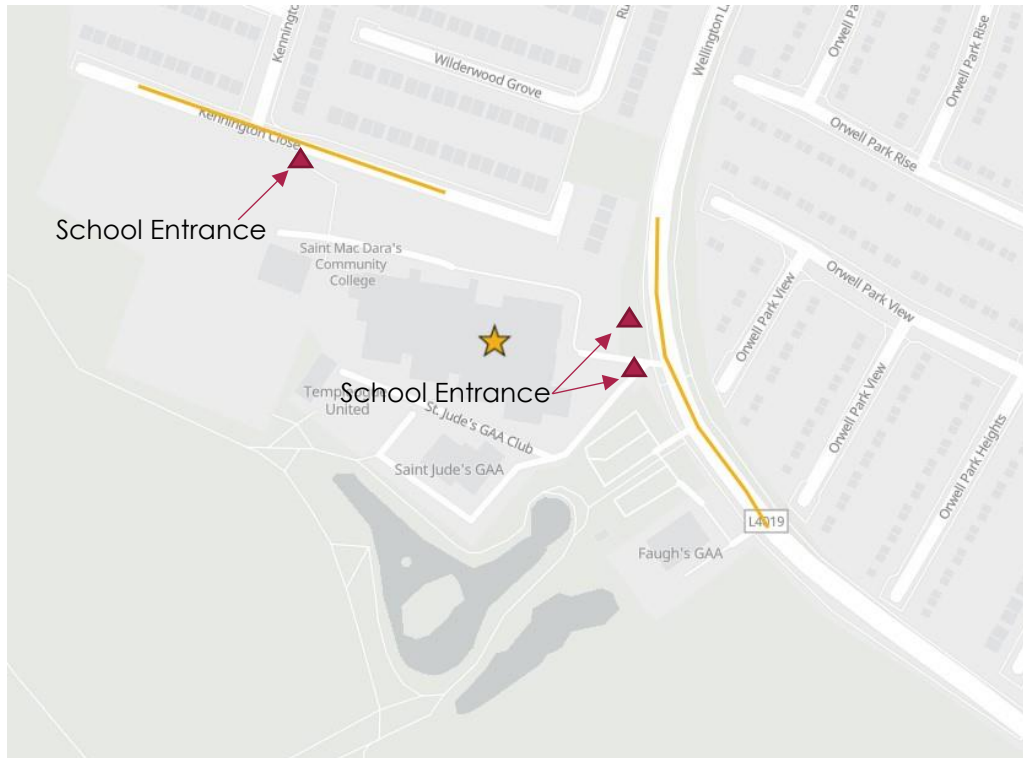 Kennington
Wilderwood Grove
Ru
Wellington L
Orwell Pa
Orwell Park Rise
Orwell Park Rise
Kennington Close
School Entrance
Saint Mac Dara's
Community
College
Orwell Park View
Orwell Park View
Orwell Park View
Orwell Park Heights
School Entrance
United
St. Jude's GAA Club
Saint Jude's GAA
L4019
Faugh's GAA